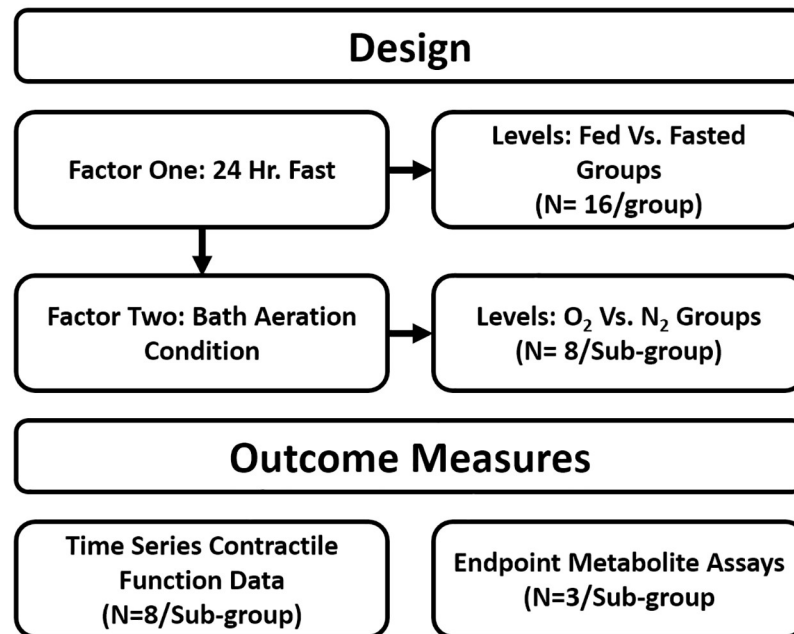 Design
Factor One: 24 Hr. Fast
Levels: Fed Vs. Fasted
Groups
(N= 16/group)
Factor Two: Bath Aeration
Condition
Levels: O₂ Vs. N₂ Groups
(N= 8/Sub-group)
Outcome Measures
Time Series Contractile
Function Data
(N=8/Sub-group)
Endpoint Metabolite Assays
(N=3/Sub-group